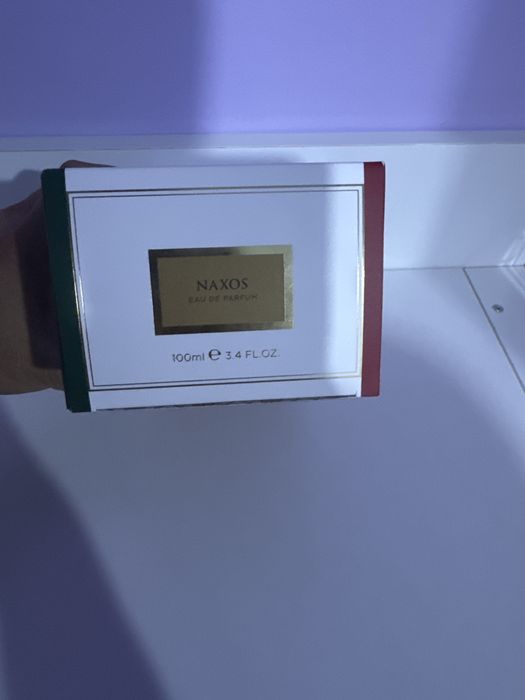 NAXOS
EAU DE PARFUM
100ml ℮ 3.4 FL.OZ.